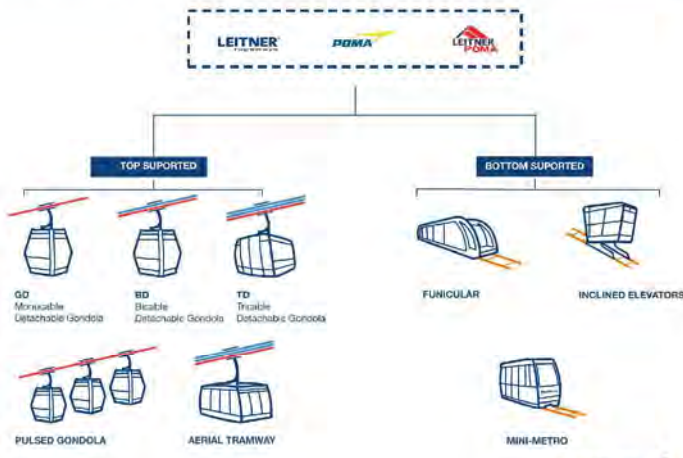 LEITNER
ropeways
POMA
LEITNER
POMA
TOP SUPORTED
BOTTOM SUPORTED
GD
Monocable
Detachable Gondola
BD
Bicable
Detachable Gondola
TD
Tricable
Detachable Gondola
FUNICULAR
INCLINED ELEVATORS
PULSED GONDOLA
AERIAL TRAMWAY
MINI-METRO